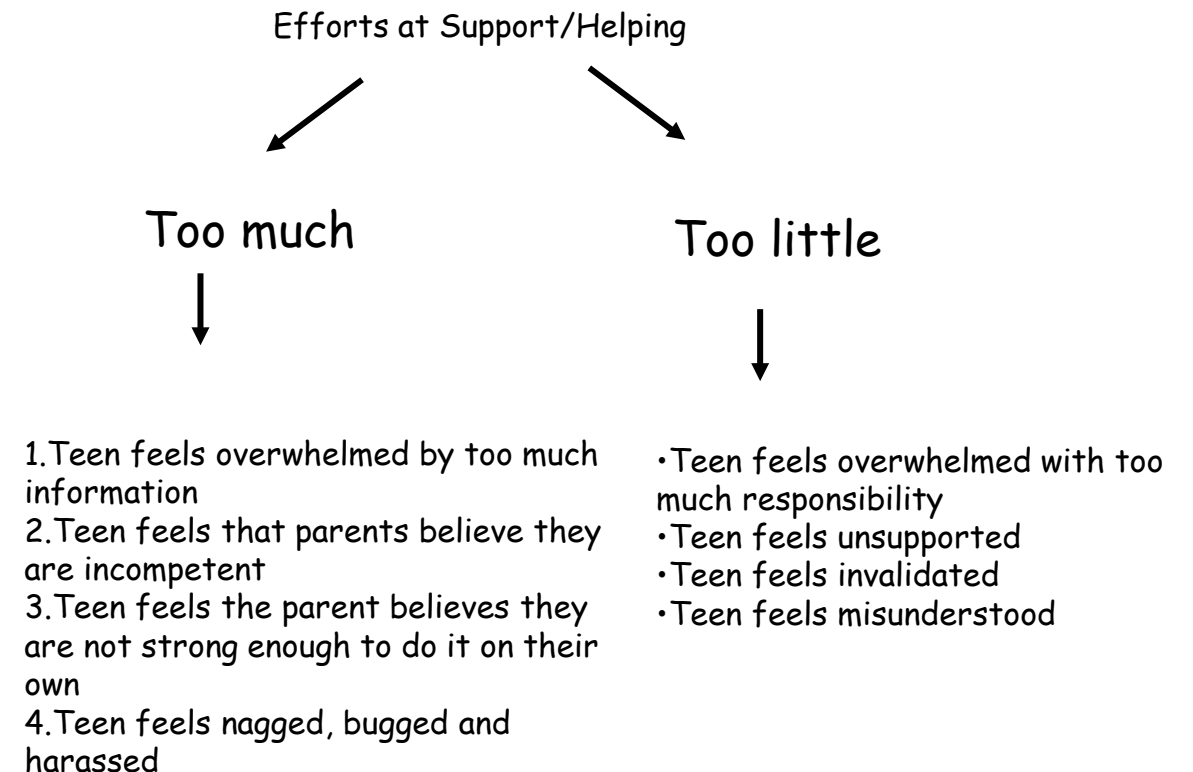 Efforts at Support/Helping
Too much
Too little
1.Teen feels overwhelmed by too much
information
2.Teen feels that parents believe they
are incompetent
3.Teen feels the parent believes they
are not strong enough to do it on their
own
4.Teen feels nagged, bugged and
harassed
•Teen feels overwhelmed with too
much responsibility
•Teen feels unsupported
•Teen feels invalidated
•Teen feels misunderstood